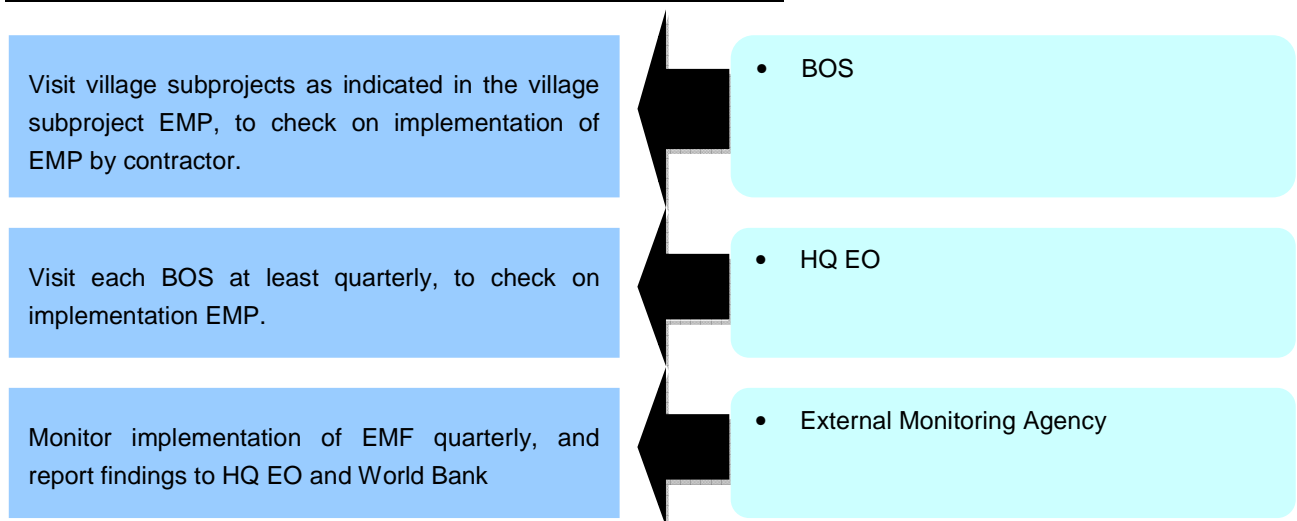 Visit village subprojects as indicated in the village
subproject EMP, to check on implementation of
EMP by contractor.
• BOS
Visit each BOS at least quarterly, to check on
implementation EMP.
• HQ EO
Monitor implementation of EMF quarterly, and
report findings to HQ EO and World Bank
• External Monitoring Agency